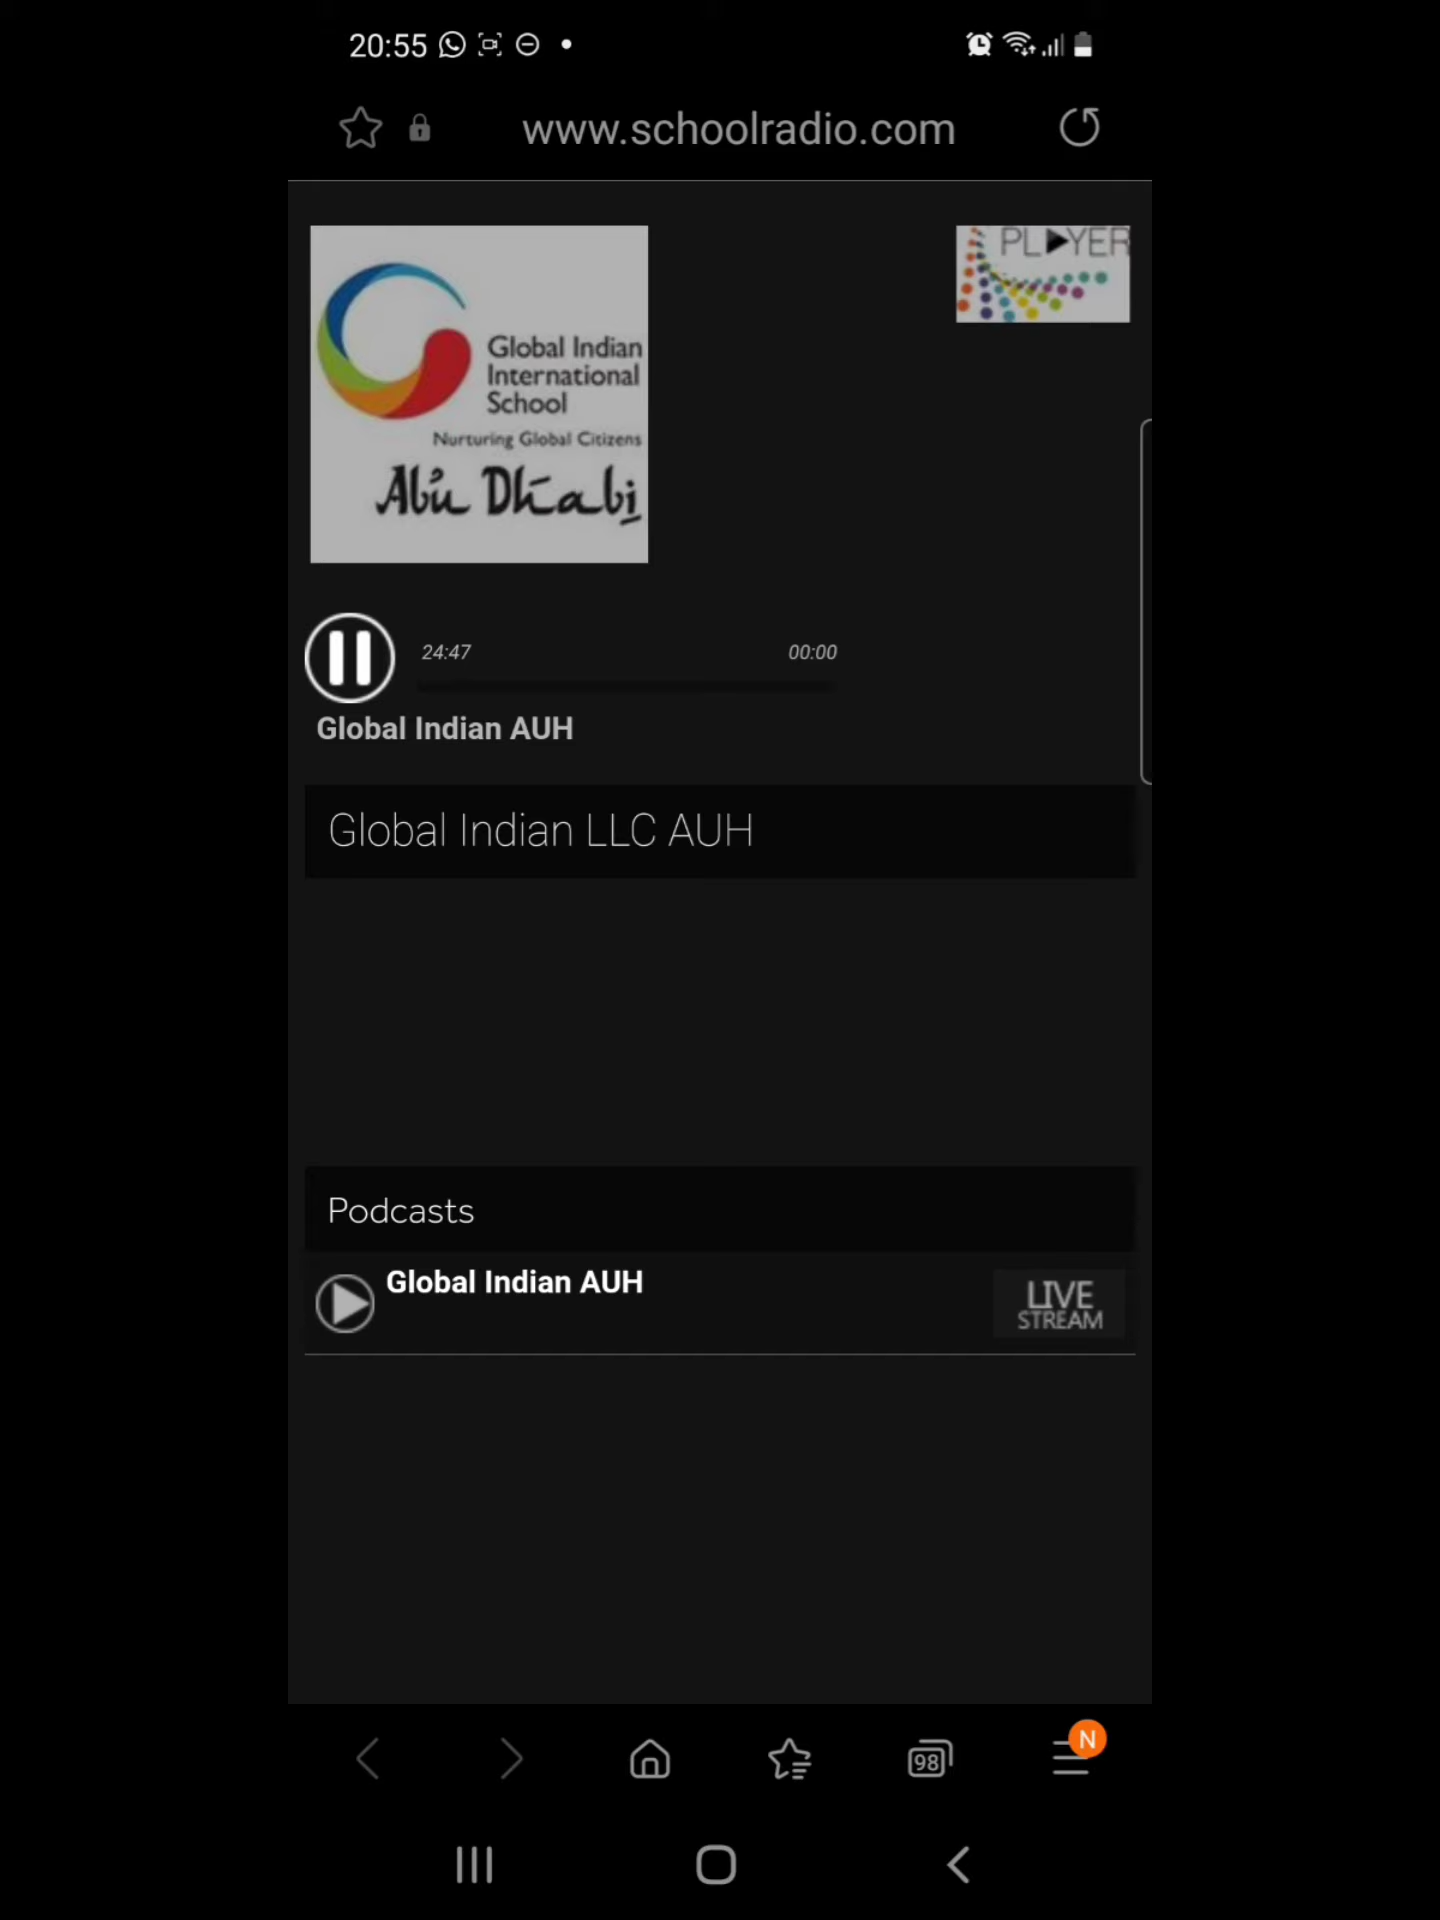 20:55
www.schoolradio.com
PLAYER
Global Indian
International
School
Nurturing Global Citizens
Abu Dhabi
24:47 00:00
Global Indian AUH
Global Indian LLC AUH
Podcasts
Global Indian AUH
LIVE
STREAM
98
N